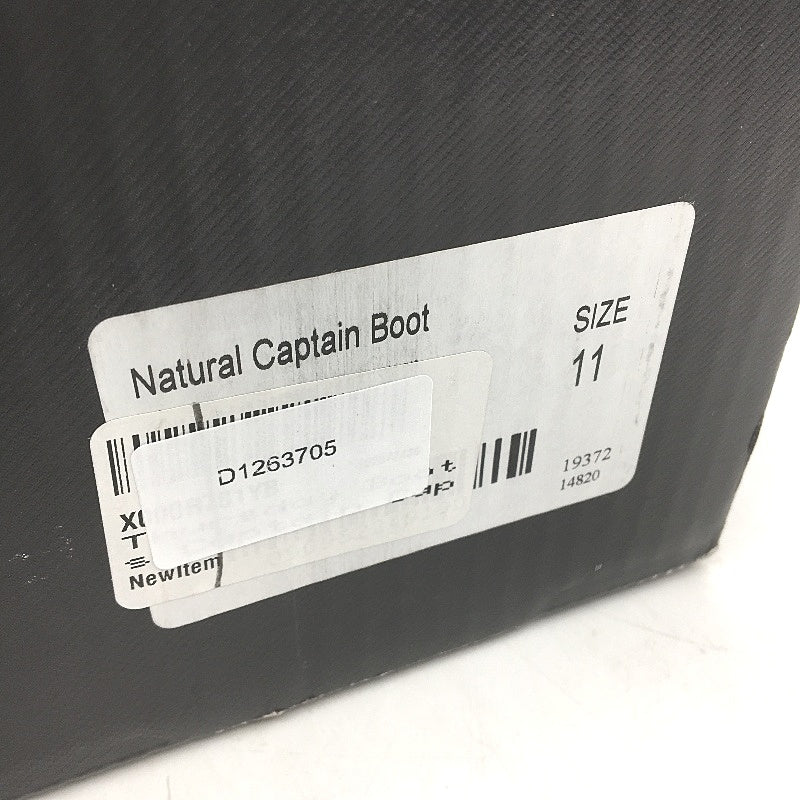 Natural Captain Boot
SIZE
11
D1263705
19372
14820
NewItem